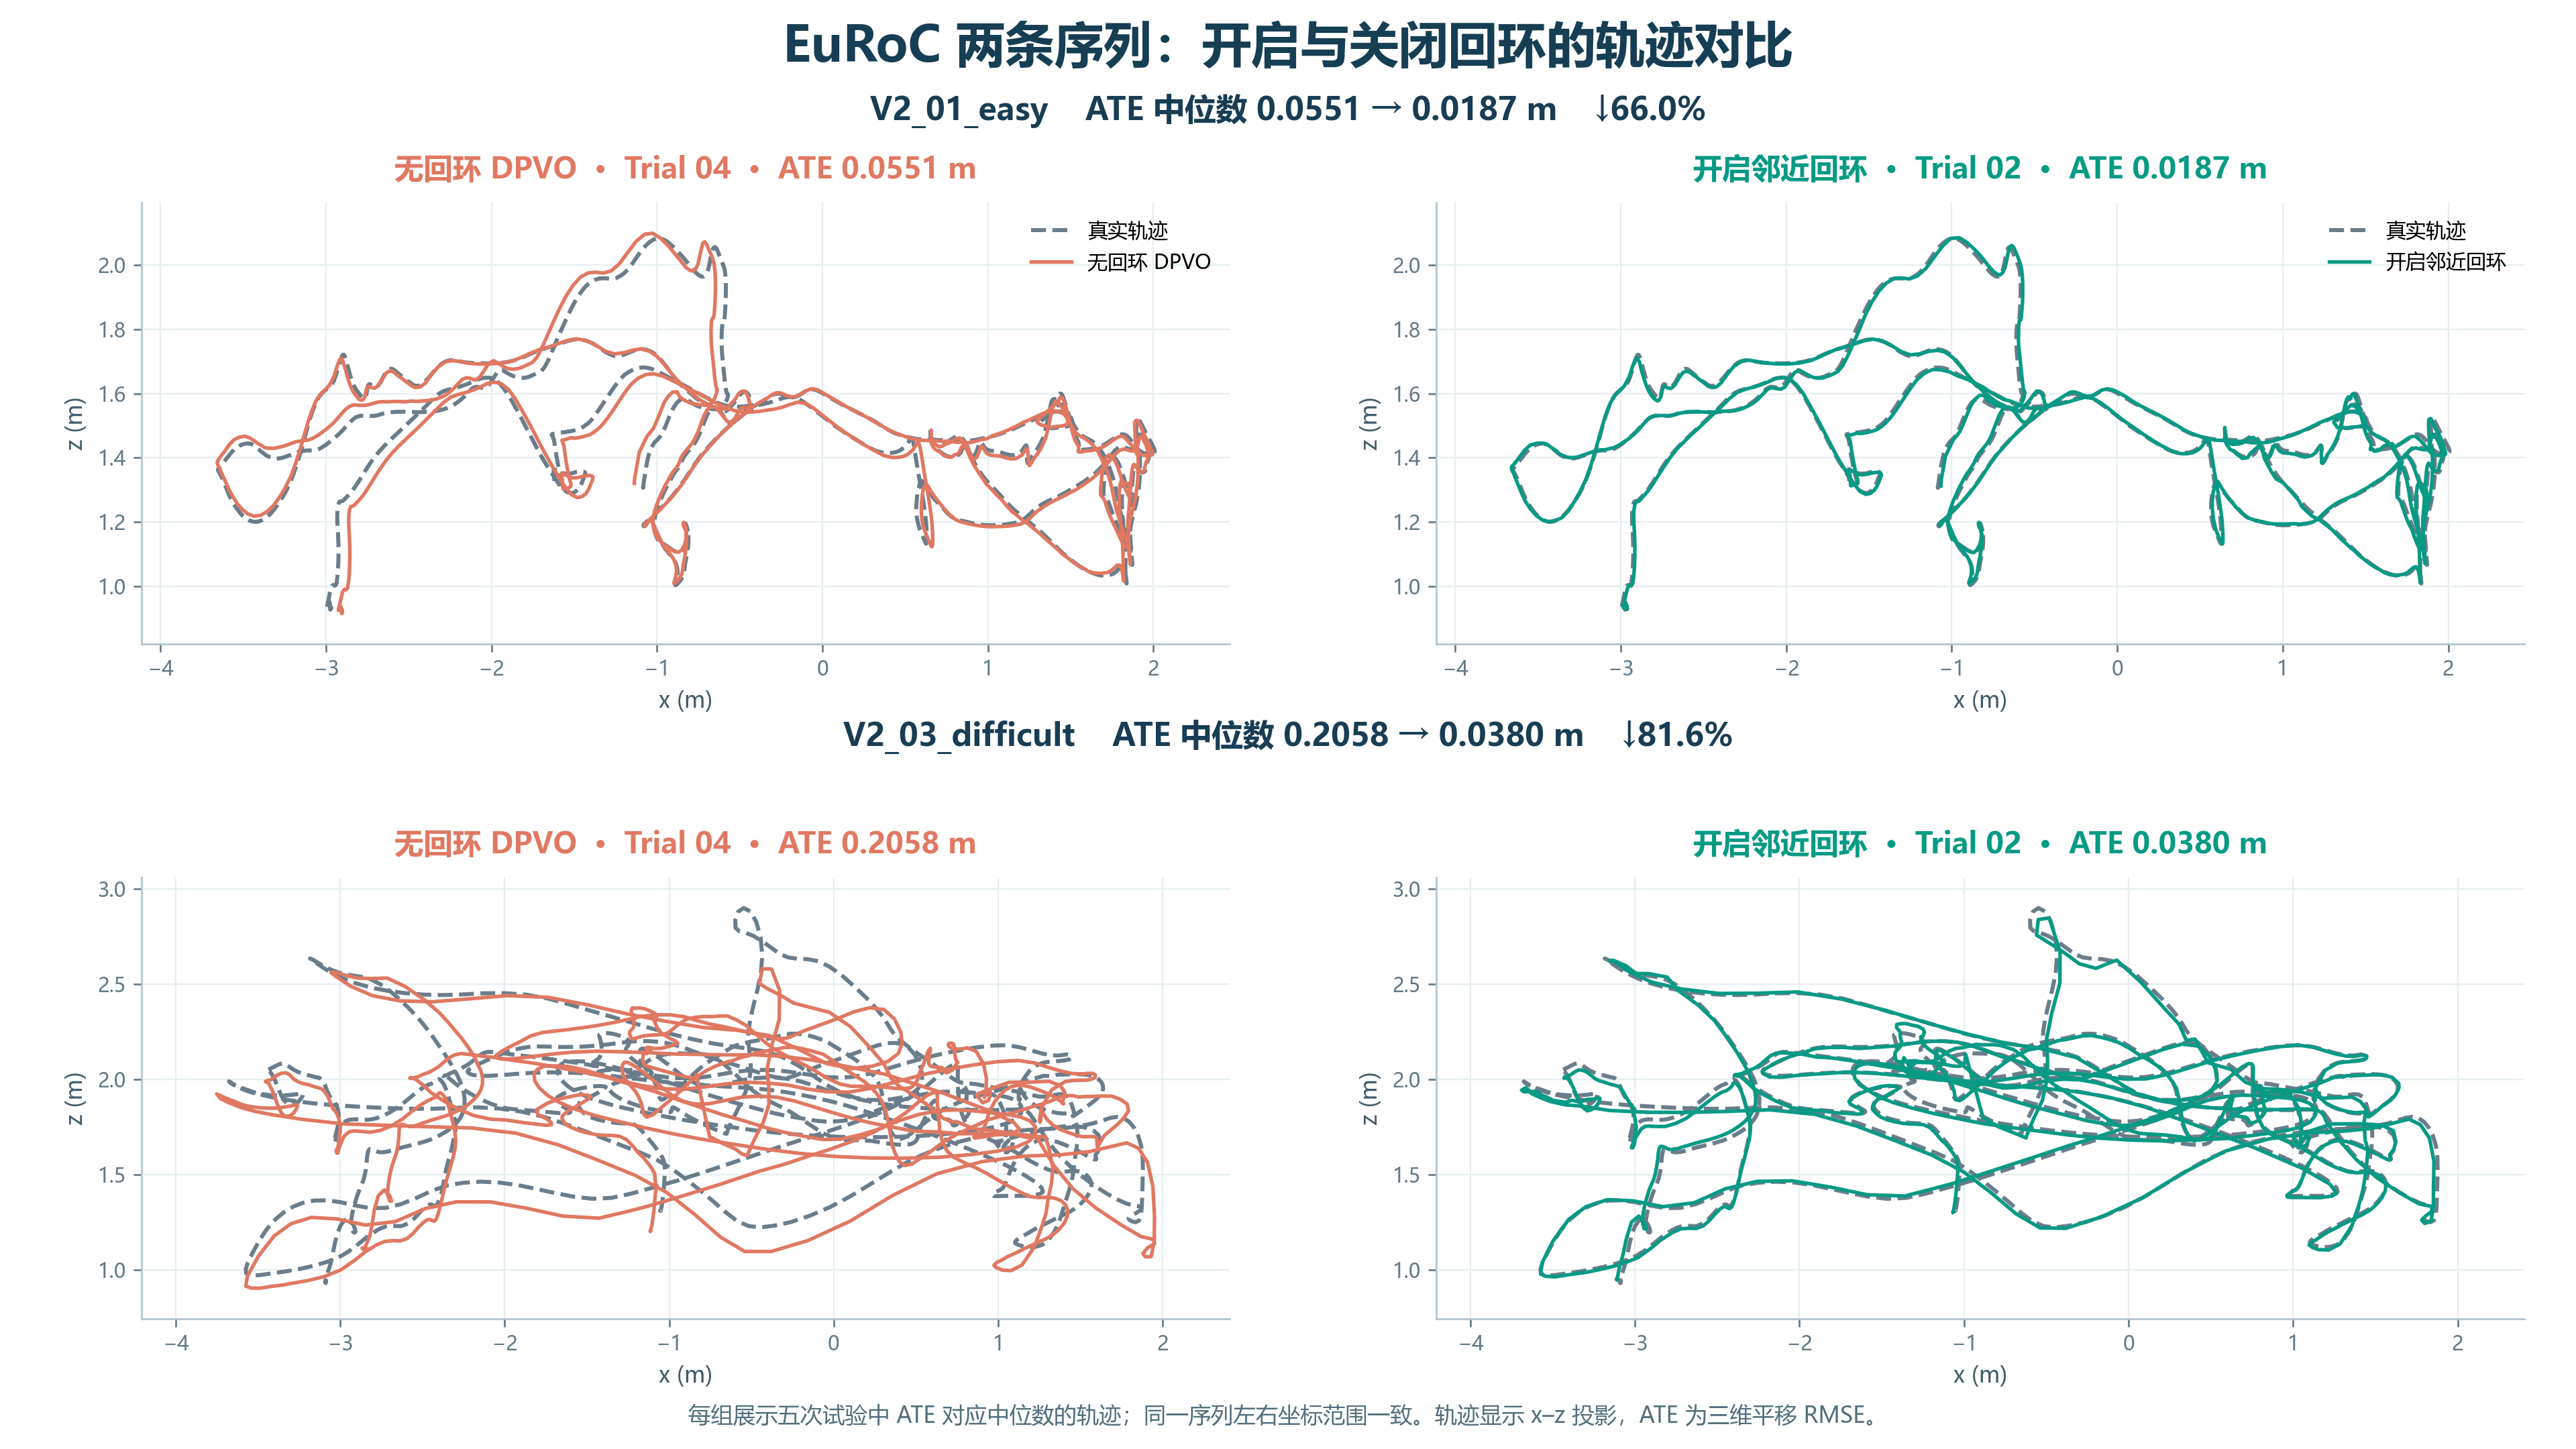 EuRoC 两条序列：开启与关闭回环的轨迹对比
V2_01_easy ATE 中位数 0.0551 → 0.0187 m ↓66.0%
无回环 DPVO • Trial 04 • ATE 0.0551 m
真实轨迹
无回环 DPVO
2.0
1.8
1.6
1.4
1.2
1.0
z (m)
−4 −3 −2 −1 0 1 2
x (m)
开启邻近回环 • Trial 02 • ATE 0.0187 m
真实轨迹
开启邻近回环
2.0
1.8
1.6
1.4
1.2
1.0
z (m)
−4 −3 −2 −1 0 1 2
x (m)
V2_03_difficult ATE 中位数 0.2058 → 0.0380 m ↓81.6%
无回环 DPVO • Trial 04 • ATE 0.2058 m
3.0
2.5
2.0
1.5
1.0
z (m)
−4 −3 −2 −1 0 1 2
x (m)
开启邻近回环 • Trial 02 • ATE 0.0380 m
3.0
2.5
2.0
1.5
1.0
z (m)
−4 −3 −2 −1 0 1 2
x (m)
每组展示五次试验中 ATE 对应中位数的轨迹；同一序列左右坐标范围一致。轨迹显示 x–z 投影，ATE 为三维平移 RMSE。